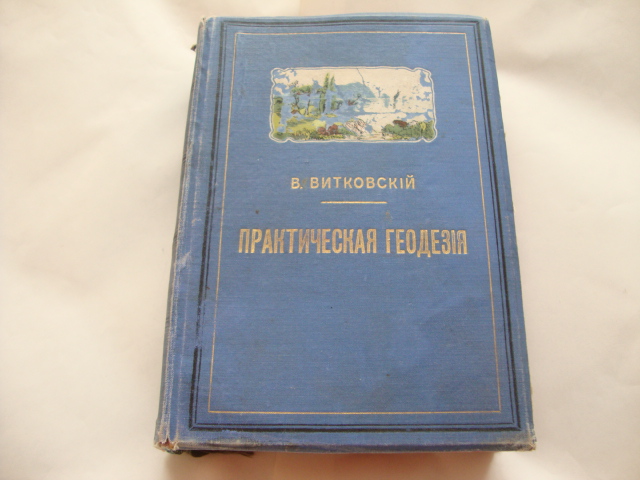 В. ВИТКОВСКІЙ
ПРАКТИЧЕСКАЯ ГЕОДЕЗІЯ